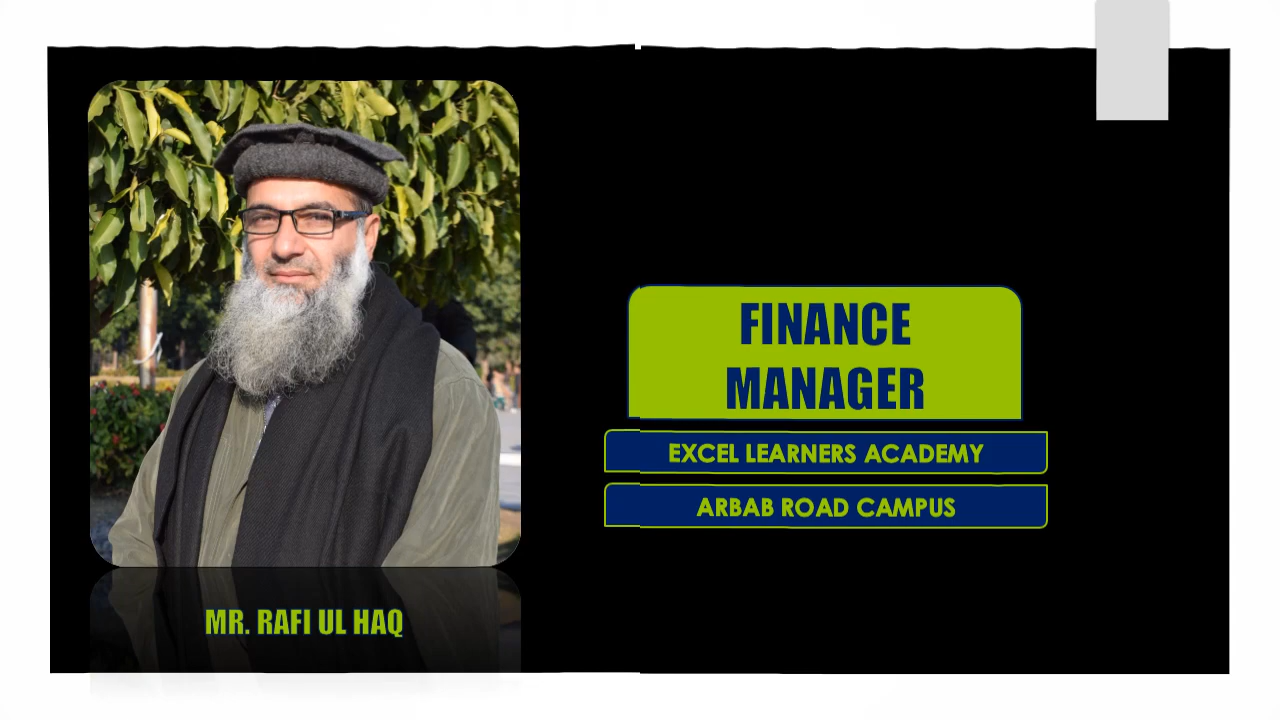 FINANCE
MANAGER
EXCEL LEARNERS ACADEMY
ARBAB ROAD CAMPUS
MR. RAFI UL HAQ